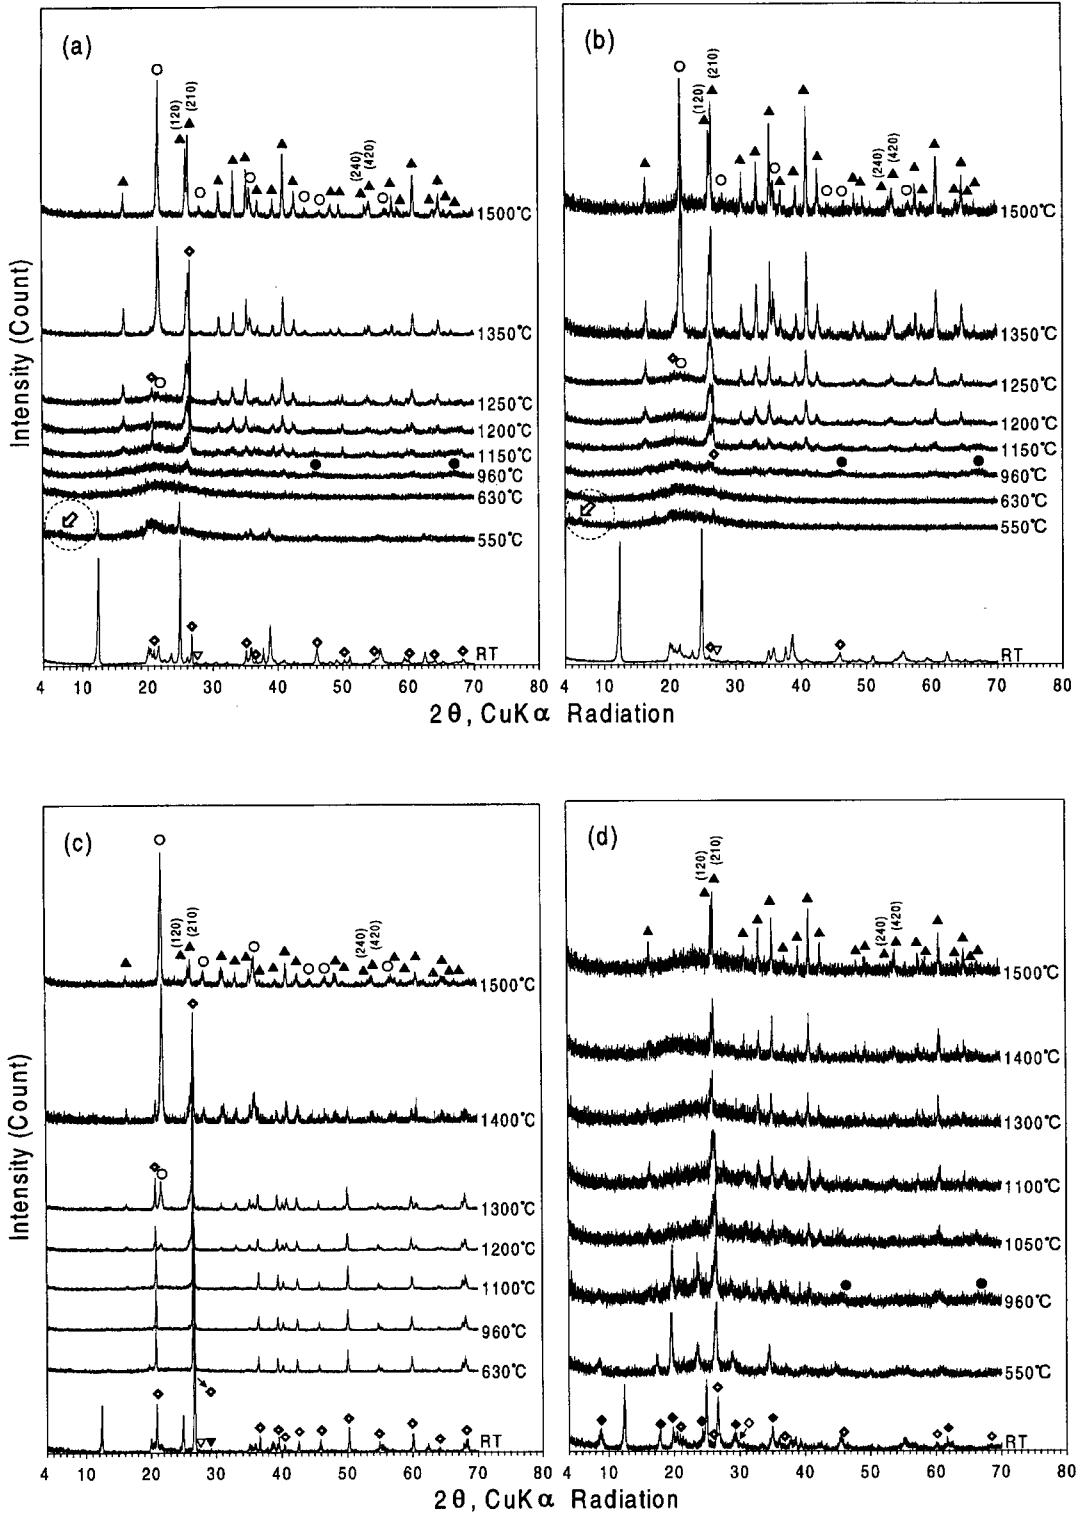 (a)
(120)
(210)
(240)
(420)
1500℃
1350℃
1250℃
1200℃
1150℃
960℃
630℃
550℃
RT
4 10 20 30 40 50 60 70 80
(b)
(120)
(210)
(240)
(420)
1500℃
1350℃
1250℃
1200℃
1150℃
960℃
630℃
550℃
RT
4 10 20 30 40 50 60 70 80
Intensity (Count)
2θ, CuKα Radiation
(c)
(120)
(210)
(240)
(420)
1500℃
1400℃
1300℃
1200℃
1100℃
960℃
630℃
RT
4 10 20 30 40 50 60 70 80
(d)
(120)
(210)
(240)
(420)
1500℃
1400℃
1300℃
1100℃
1050℃
960℃
550℃
RT
4 10 20 30 40 50 60 70 80
Intensity (Count)
2θ, CuKα Radiation